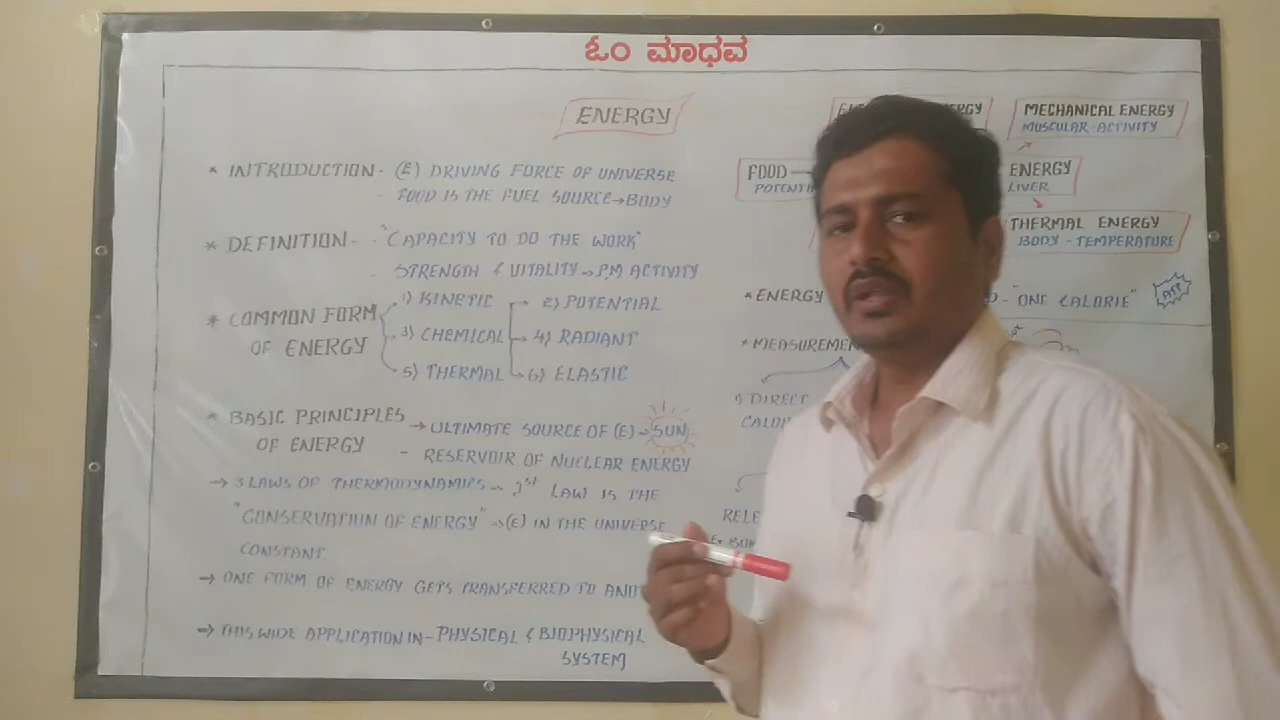 ಓಂ ಮಾಧವ
ENERGY
* INTRODUCTION - (E) DRIVING FORCE OF UNIVERSE
- FOOD IS THE FUEL SOURCE → BODY
* DEFINITION - "CAPACITY TO DO THE WORK"
- STRENGTH & VITALITY → P.M ACTIVITY
* COMMON FORM OF ENERGY
1) KINETIC 2) POTENTIAL
3) CHEMICAL 4) RADIANT
5) THERMAL 6) ELASTIC
* BASIC PRINCIPLES OF ENERGY
→ ULTIMATE SOURCE OF (E) → SUN
- RESERVOIR OF NUCLEAR ENERGY
→ 3 LAWS OF THERMODYNAMICS → 1st LAW IS THE
"CONSERVATION OF ENERGY" → (E) IN THE UNIVERSE
CONSTANT
→ ONE FORM OF ENERGY GETS TRANSFERRED TO
→ THIS WIDE APPLICATION IN - PHYSICAL & BIOPHYSICAL
SYSTEM
MECHANICAL ENERGY
MUSCULAR - ACTIVITY
FOOD
ENERGY
LIVER
THERMAL ENERGY
BODY - TEMPERATURE
* ENERGY - "ONE CALORIE"
ATP
* MEASUREMEN
1) DIRECT